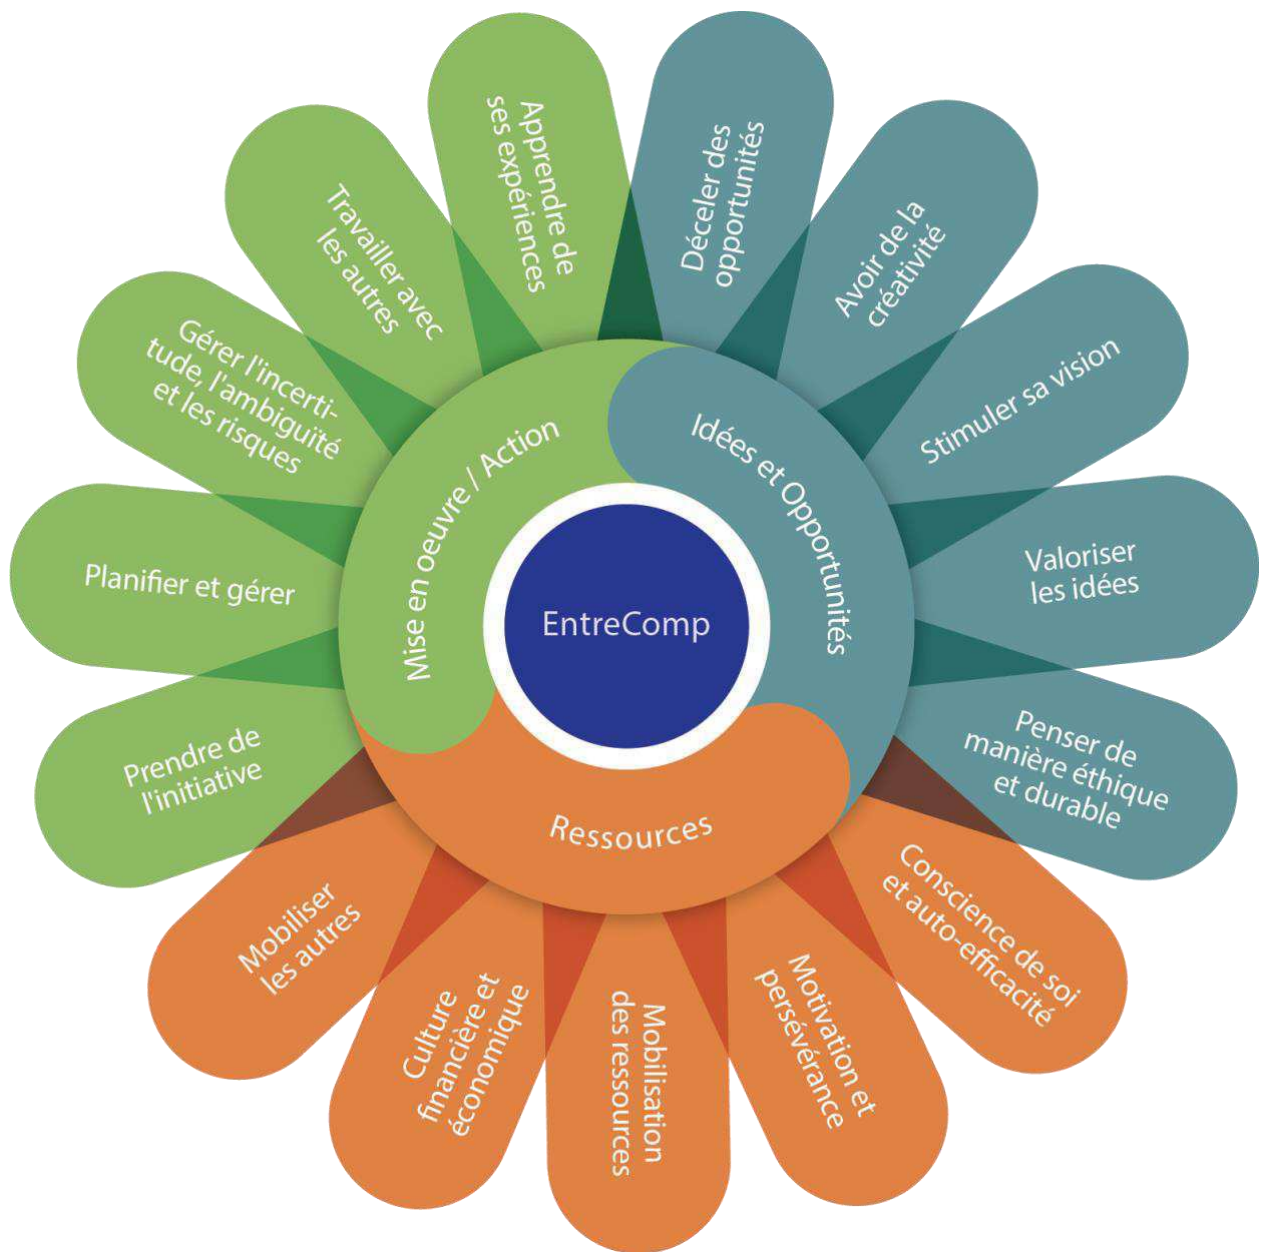 EntreComp
Idées et Opportunités
Déceler des
opportunités
Avoir de la
créativité
Stimuler sa vision
Valoriser
les idées
Penser de
manière éthique
et durable
Ressources
Conscience de soi
et auto-efficacité
Motivation et
persévérance
Mobilisation
des ressources
Culture
financière et
économique
Mobiliser
les autres
Mise en oeuvre / Action
Prendre de
l'initiative
Planifier et gérer
Gérer l'incerti-
tude, l'ambiguïté
et les risques
Travailler avec
les autres
Apprendre de
ses expériences